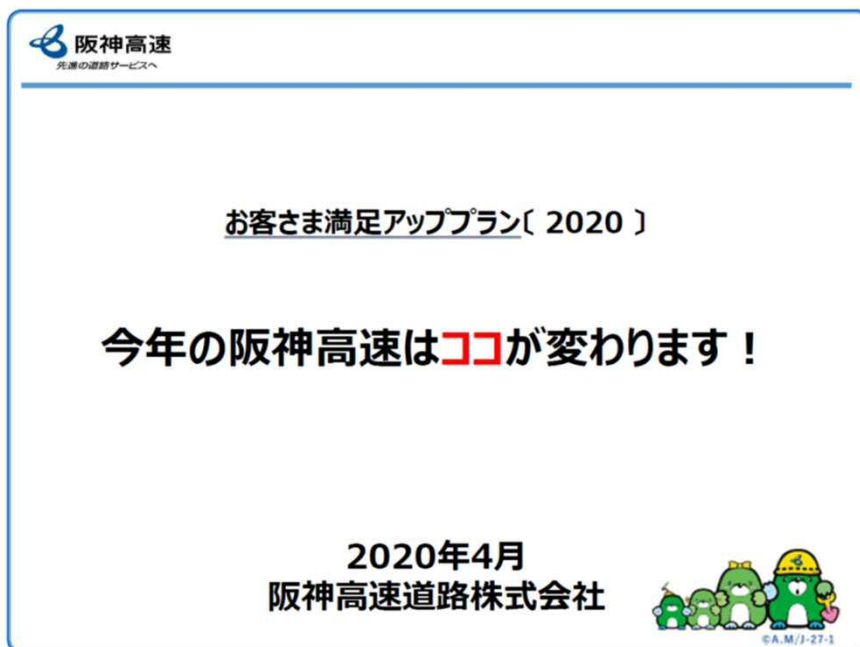 阪神高速
先進の道路サービスへ
お客さま満足アッププラン〔 2020 〕
今年の阪神高速はココが変わります！
2020年4月
阪神高速道路株式会社
©A.M/J-27-1